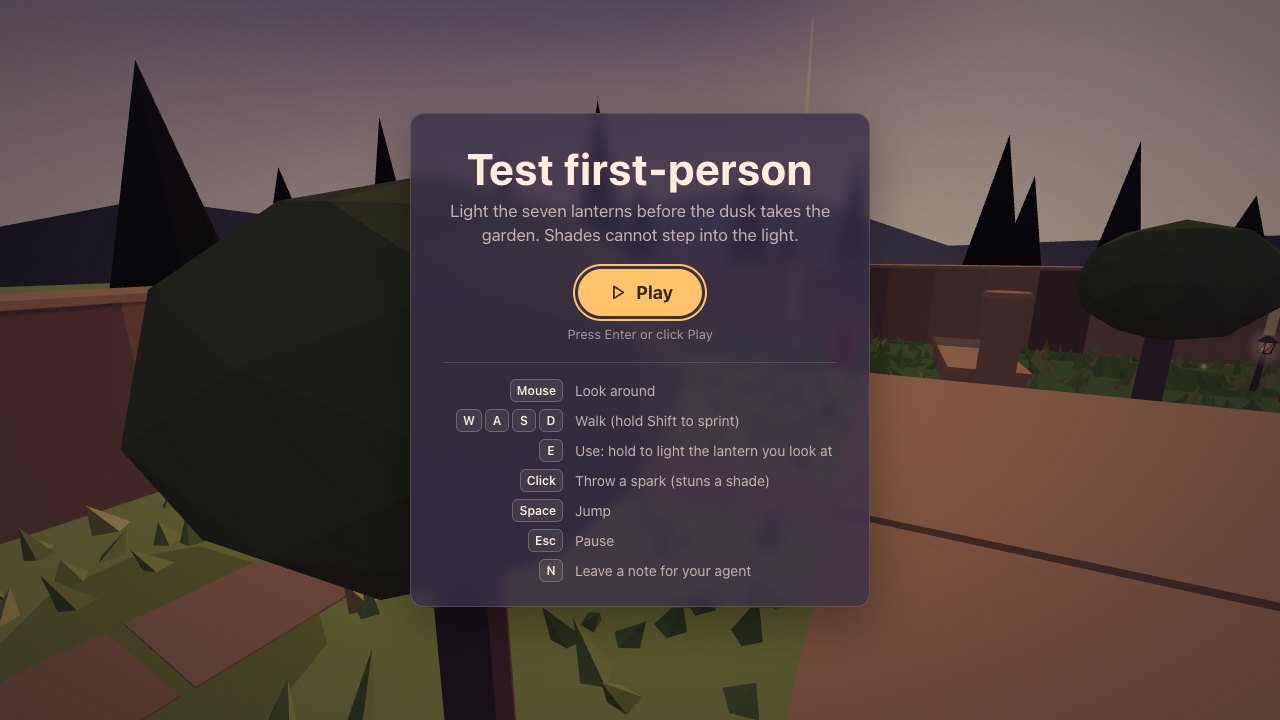 Test first-person
Light the seven lanterns before the dusk takes the
garden. Shades cannot step into the light.
Play
Press Enter or click Play
Mouse Look around
W A S D Walk (hold Shift to sprint)
E Use: hold to light the lantern you look at
Click Throw a spark (stuns a shade)
Space Jump
Esc Pause
N Leave a note for your agent